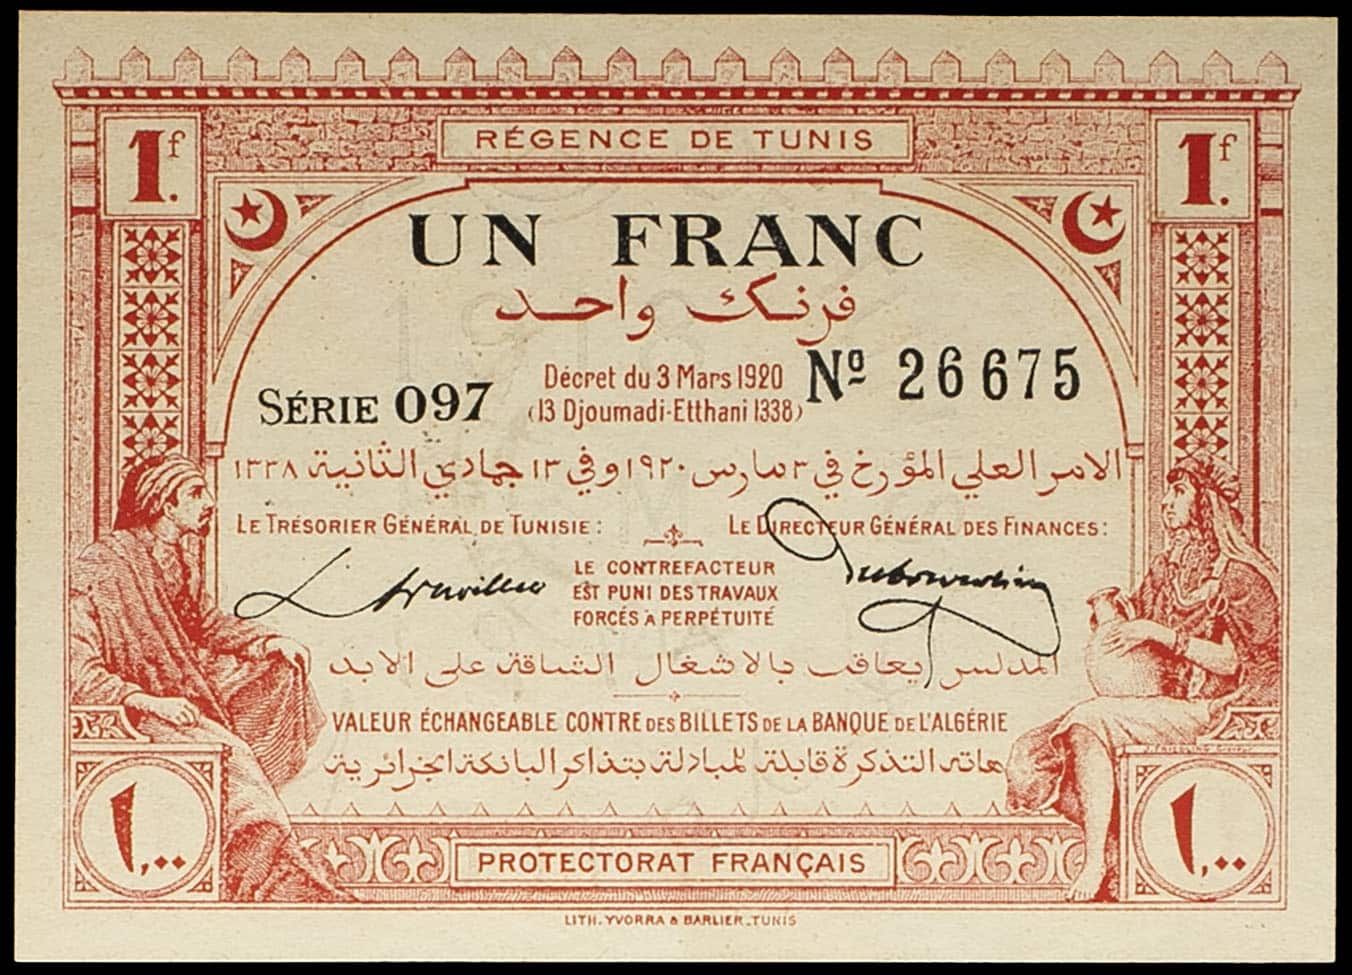 RÉGENCE DE TUNIS
1f.
1f.
UN FRANC
فرنك واحد
SÉRIE 097
Décret du 3 Mars 1920
(13 Djoumadi-Etthani 1338)
Nº 26675
الامر العلي المؤرخ في ٣ مارس ١٩٢٠ وفي ١٣ جمادي الثانية ١٣٣٨
LE TRÉSORIER GÉNÉRAL DE TUNISIE :
LE DIRECTEUR GÉNÉRAL DES FINANCES :
LE CONTREFACTEUR
EST PUNI DES TRAVAUX
FORCÉS A PERPÉTUITÉ
المدلس يعاقب بالاشغال الشاقة على الابد
VALEUR ÉCHANGEABLE CONTRE DES BILLETS DE LA BANQUE DE L'ALGÉRIE
هاته التذكرة قابلة للمبادلة بتذاكر البانكة الجزائرية
١,٠٠
١,٠٠
PROTECTORAT FRANÇAIS
LITH. YVORRA & BARLIER_TUNIS